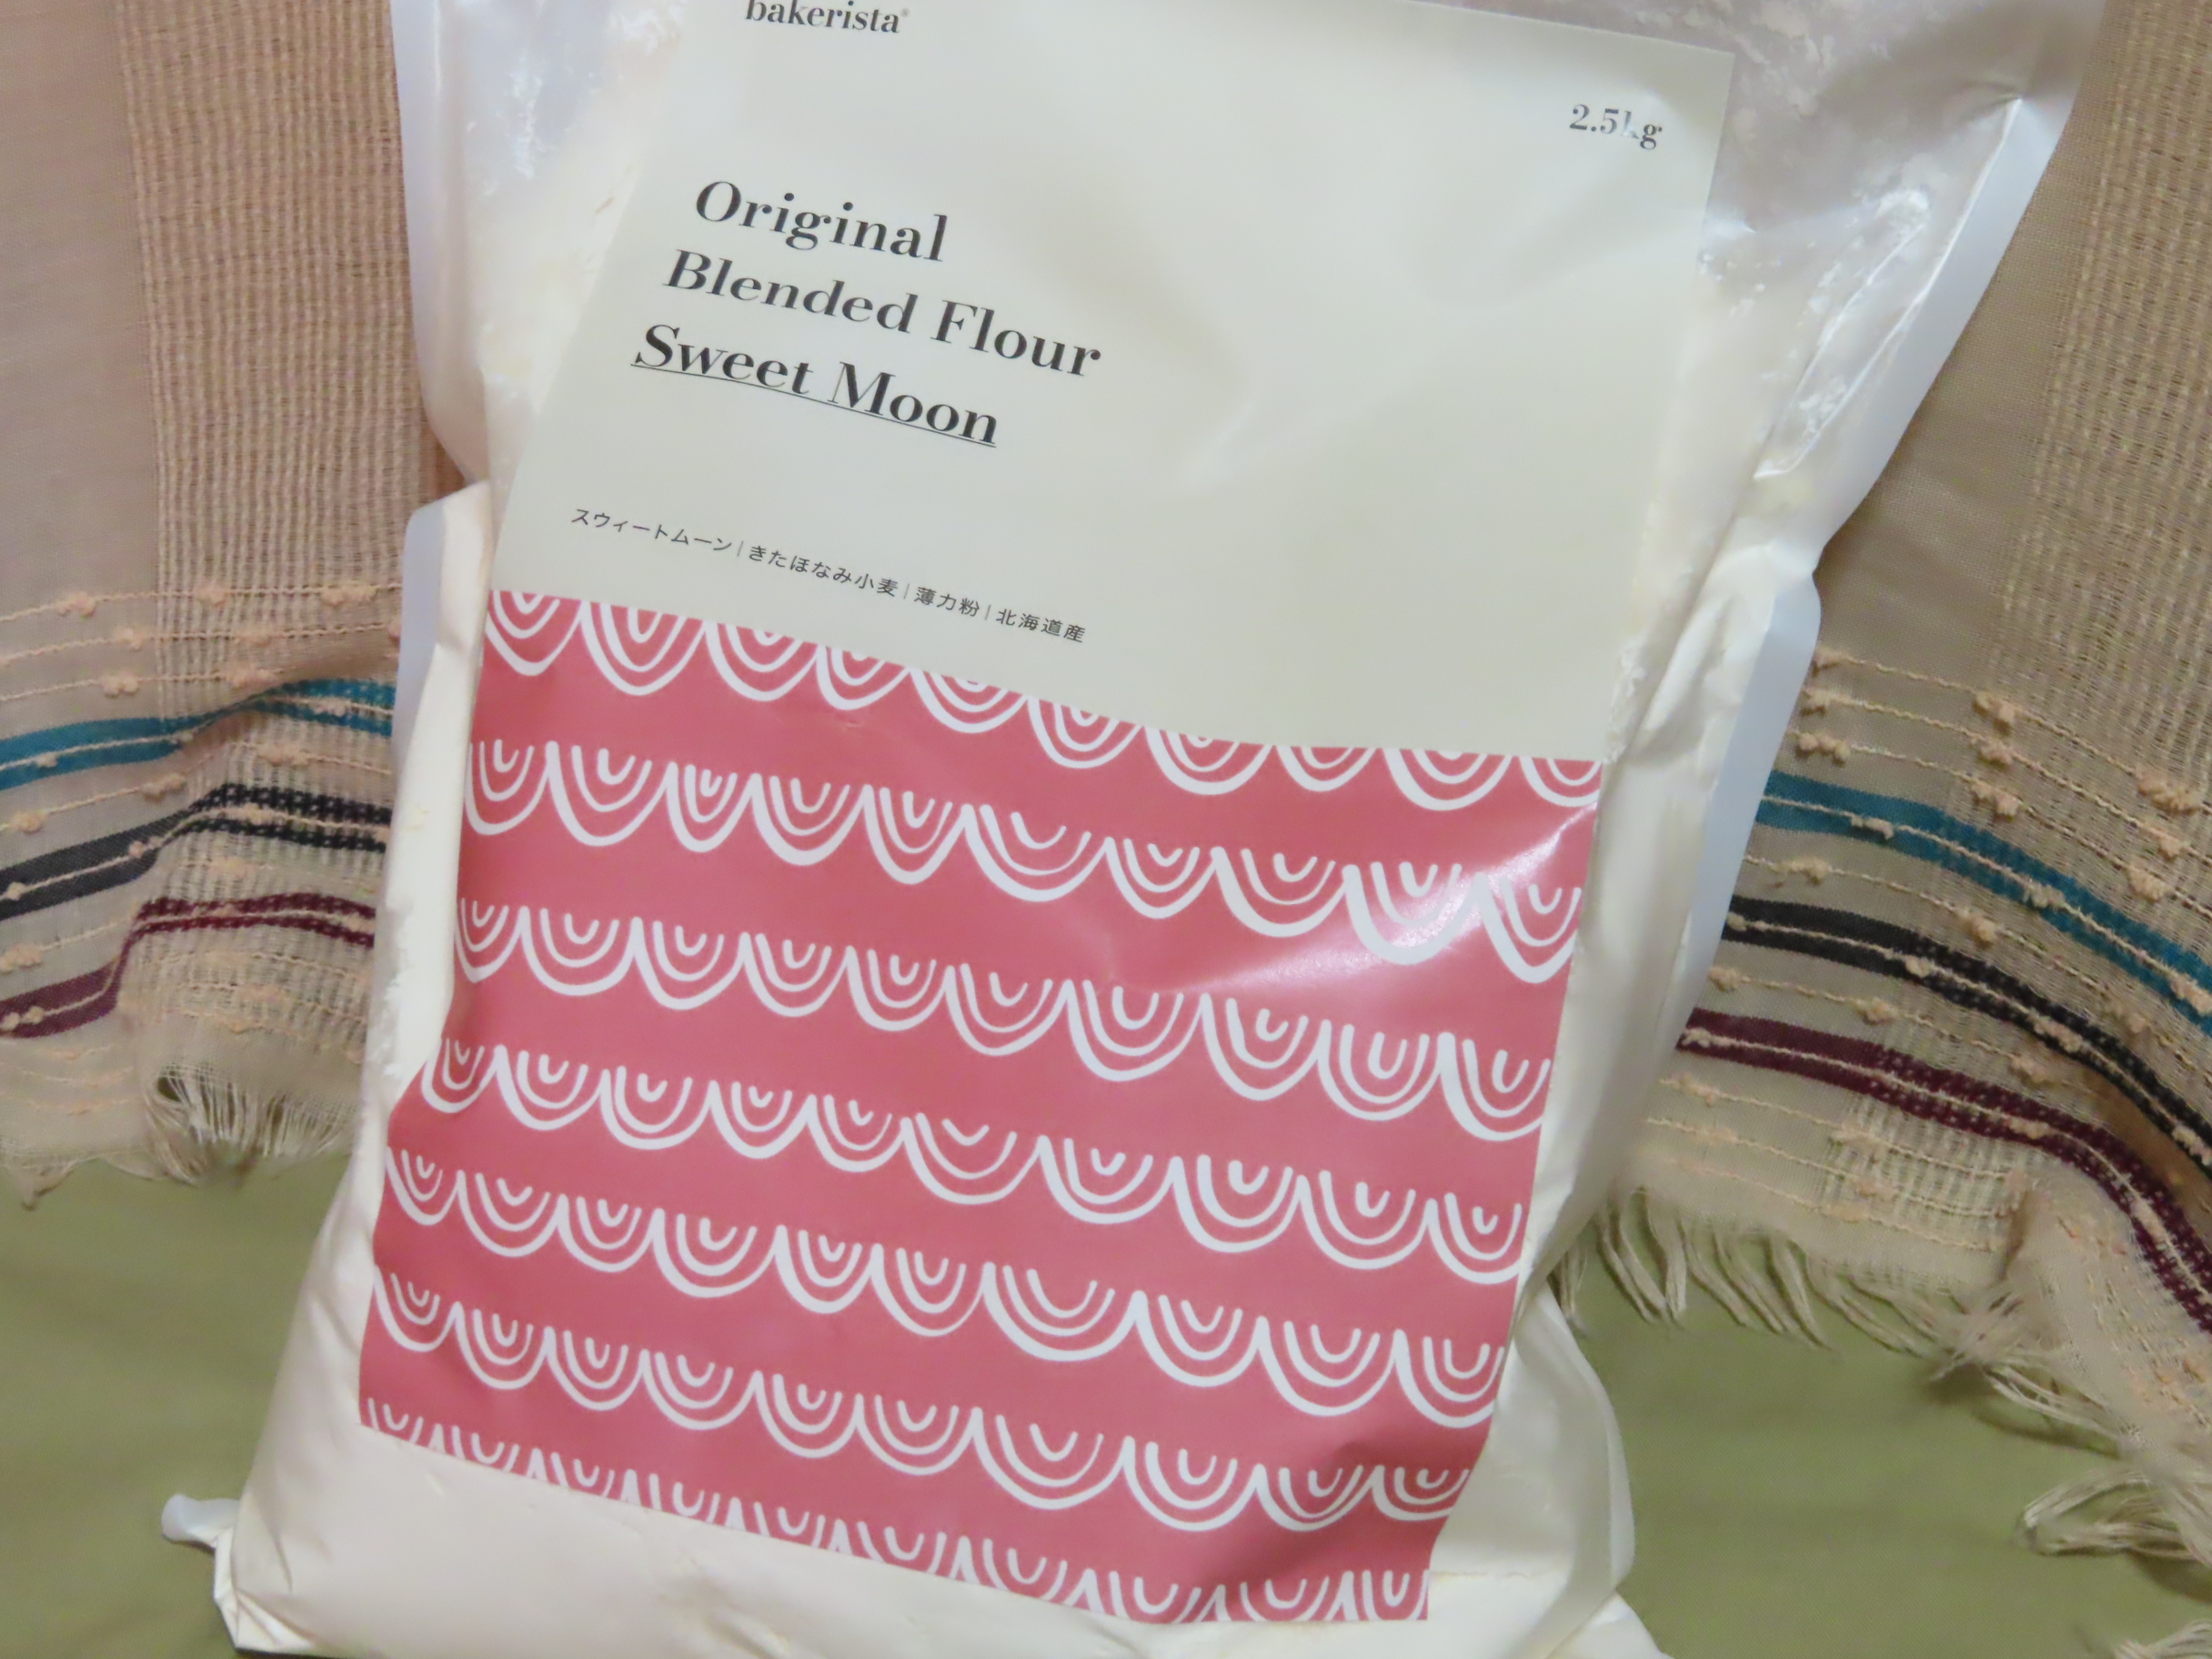 bakerista®
2.5kg
Original
Blended Flour
Sweet Moon
スウィートムーン|きたほなみ小麦|薄力粉|北海道産